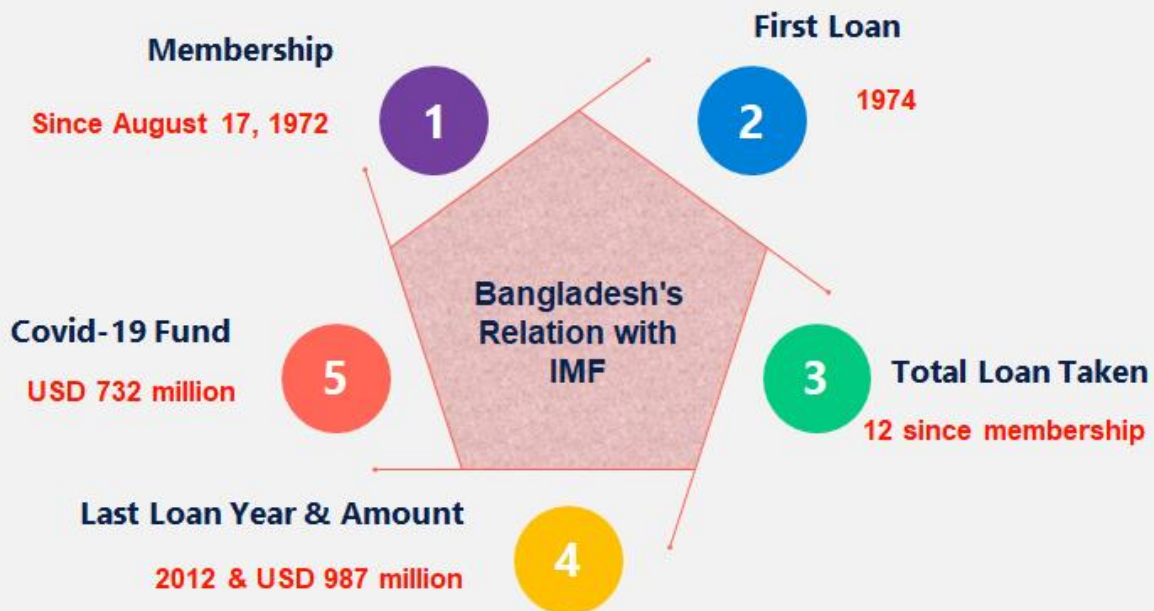 Membership
Since August 17, 1972
1
First Loan
1974
2
Bangladesh's
Relation with
IMF
3
Total Loan Taken
12 since membership
Last Loan Year & Amount
2012 & USD 987 million
4
Covid-19 Fund
USD 732 million
5